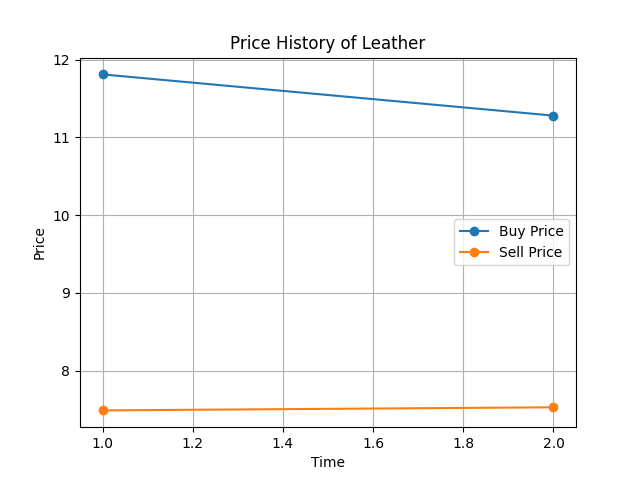 Price History of Leather
12
11
10
9
8
Price
Buy Price
Sell Price
1.0 1.2 1.4 1.6 1.8 2.0
Time